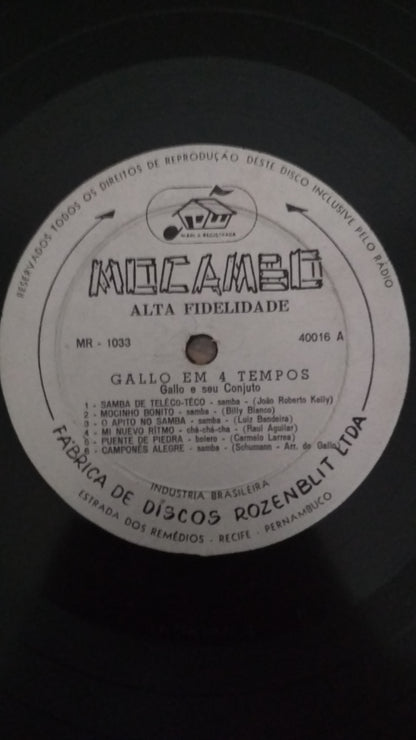 RESERVADOS TODOS OS DIREITOS DE REPRODUÇÃO DESTE DISCO INCLUSIVE PELO RÁDIO
MARCA REGISTRADA
MOCAMBO
ALTA FIDELIDADE
MR - 1033 40016 A
GALLO EM 4 TEMPOS
Gallo e seu Conjuto
1 - SAMBA DE TELÉCO-TÉCO - samba - (João Roberto Kelly)
2 - MOCINHO BONITO - samba - (Billy Blanco)
3 - O APITO NO SAMBA - samba - (Luiz Bandeira)
4 - MI NUEVO RITMO - chá-chá-cha - (Raul Aguilar)
5 - PUENTE DE PIEDRA - bolero - (Carmelo Larrea)
6 - CAMPONÊS ALEGRE - samba - (Schumann - Arr. de Gallo)
INDUSTRIA BRASILEIRA
FÁBRICA DE DISCOS ROZENBLIT LTDA
ESTRADA DOS REMÉDIOS - RECIFE - PERNAMBUCO